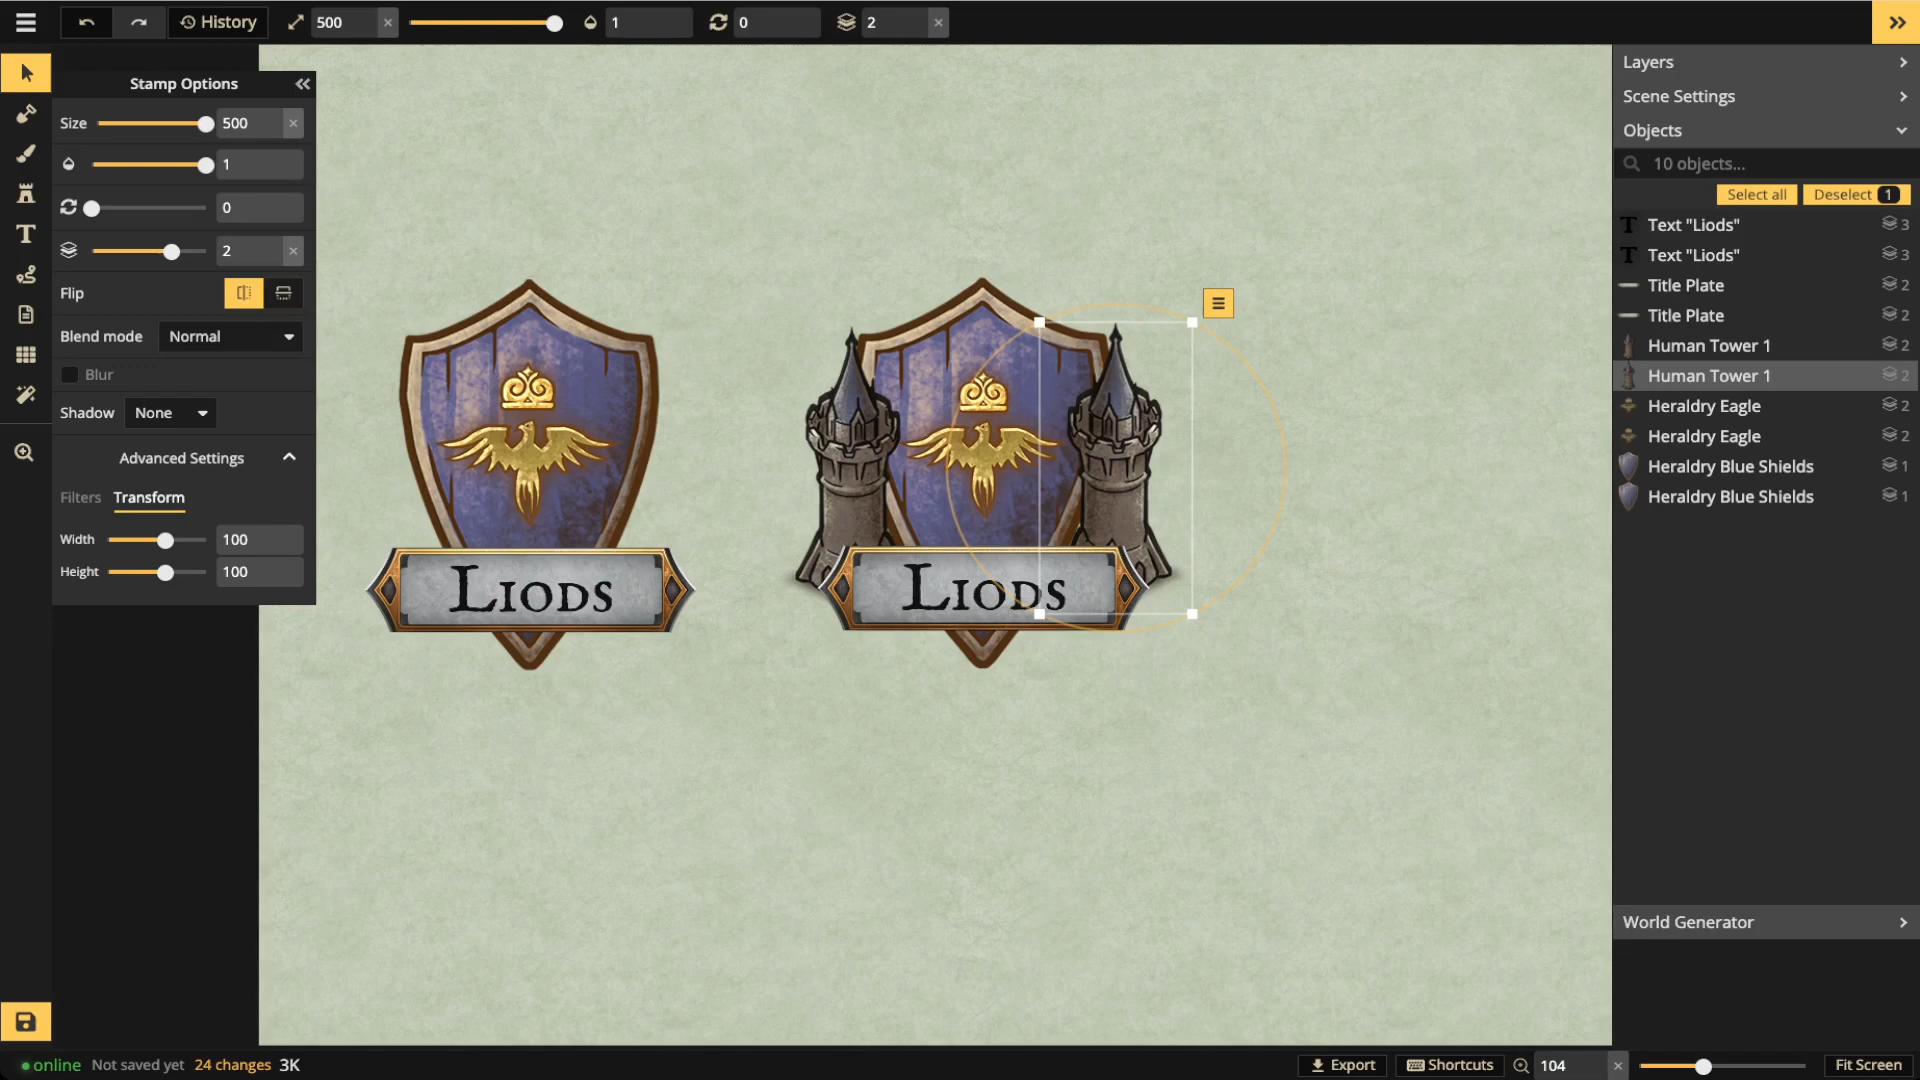 History
500
1
0
2
Stamp Options
Size
500
1
0
2
Flip
Blend mode
Normal
Blur
Shadow
None
Advanced Settings
Filters
Transform
Width
100
Height
100
Liods
Liods
Layers
Scene Settings
Objects
10 objects...
Select all
Deselect 1
Text "Liods" 3
Text "Liods" 3
Title Plate 2
Title Plate 2
Human Tower 1 2
Human Tower 1 2
Heraldry Eagle 2
Heraldry Eagle 2
Heraldry Blue Shields 1
Heraldry Blue Shields 1
World Generator
online Not saved yet 24 changes 3K
Export
Shortcuts
104
Fit Screen